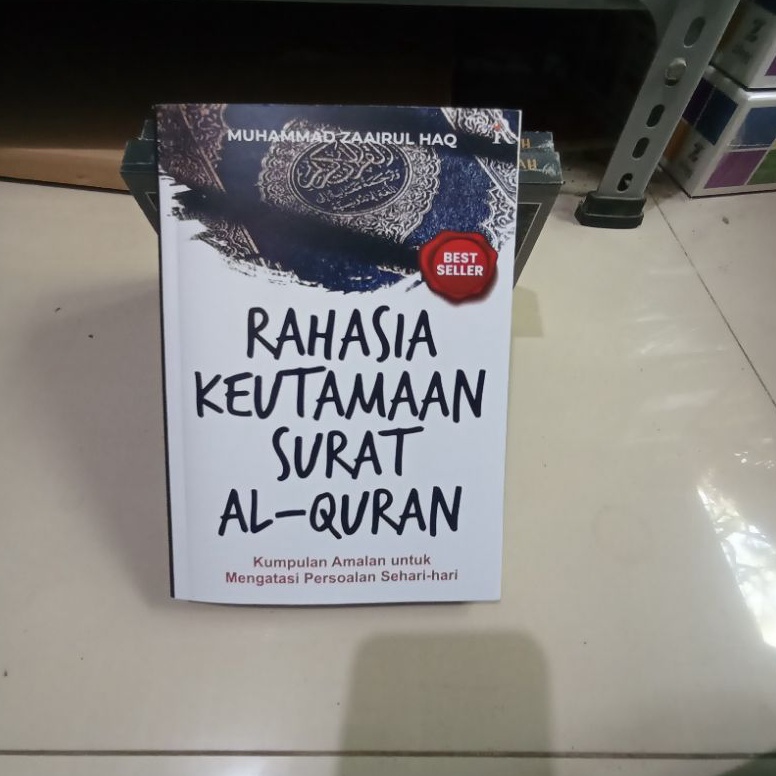 MUHAMMAD ZAAIRUL HAQ
BEST
SELLER
RAHASIA
KEUTAMAAN
SURAT
AL-QURAN
Kumpulan Amalan untuk
Mengatasi Persoalan Sehari-hari